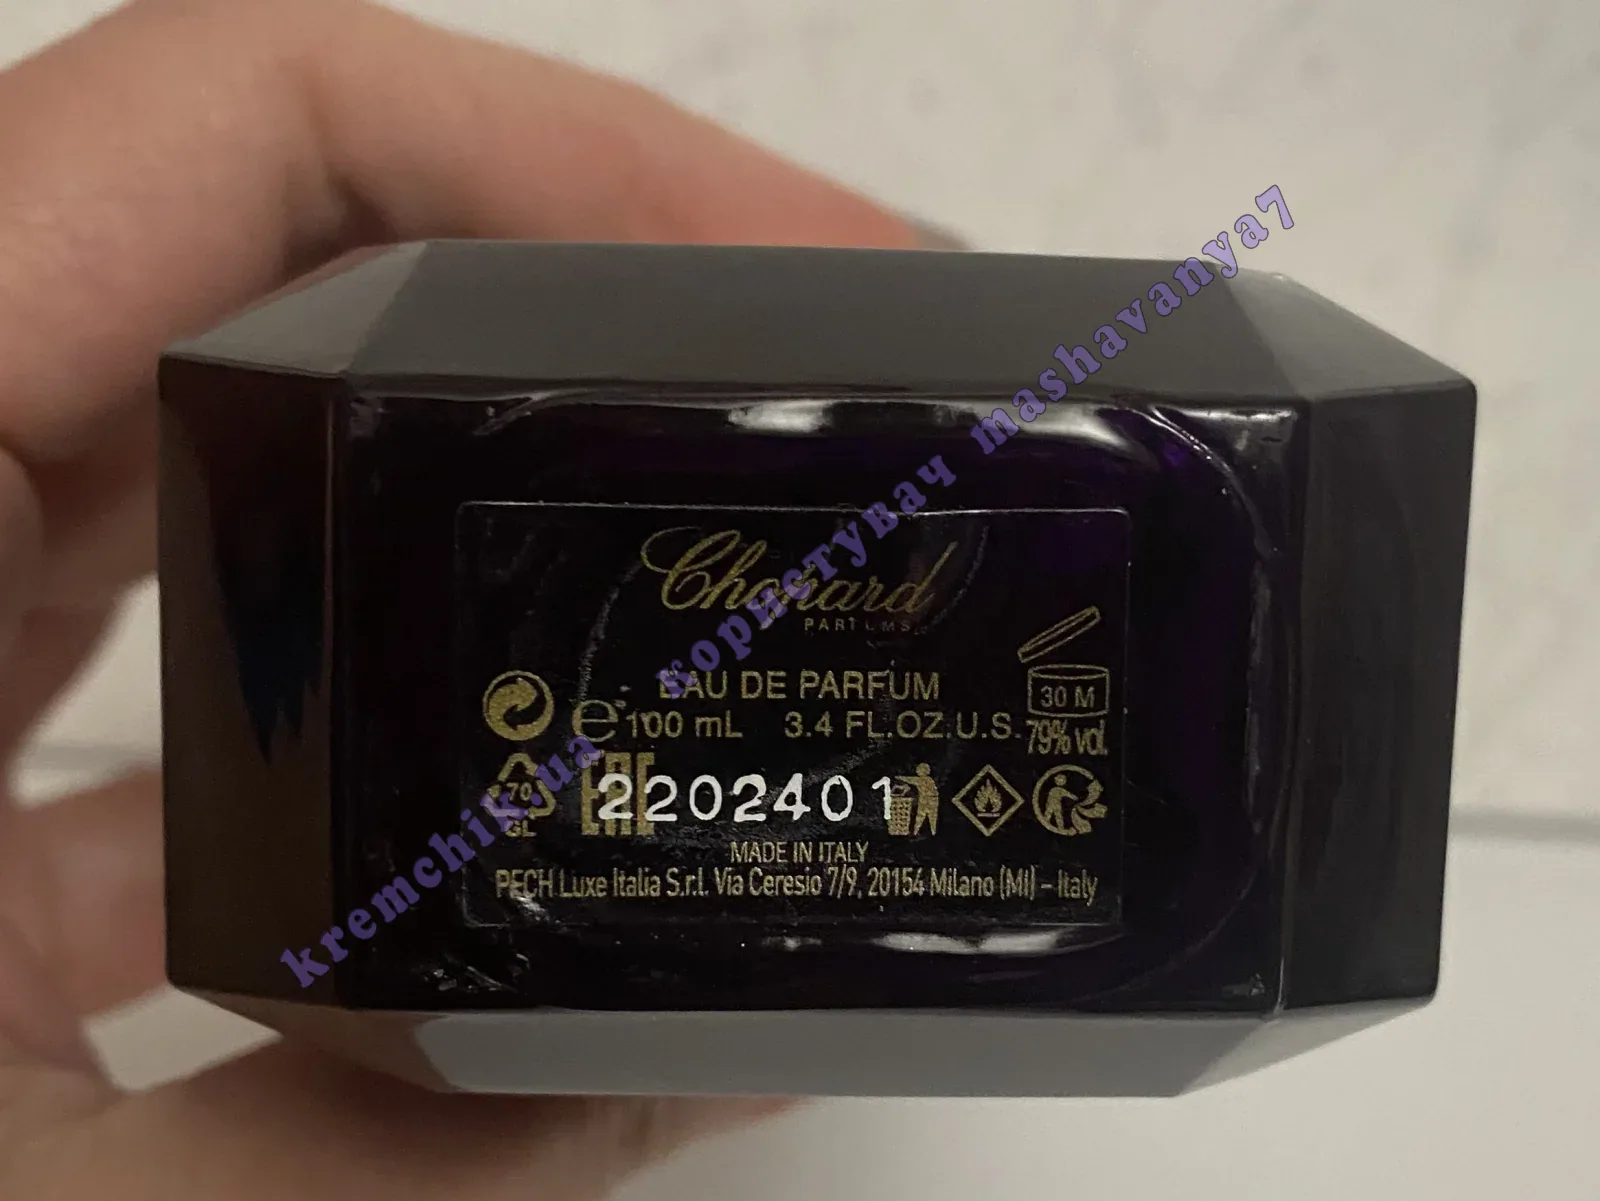 Chopard
PARFUMS
EAU DE PARFUM
e 100 mL 3.4 FL.OZ.U.S.
30 M
79% vol.
70
GL
EAC
2202401
MADE IN ITALY
PECH Luxe Italia S.r.l. Via Ceresio 7/9, 20154 Milano (MI) – Italy
kremchik.ua користувач mashavanya7